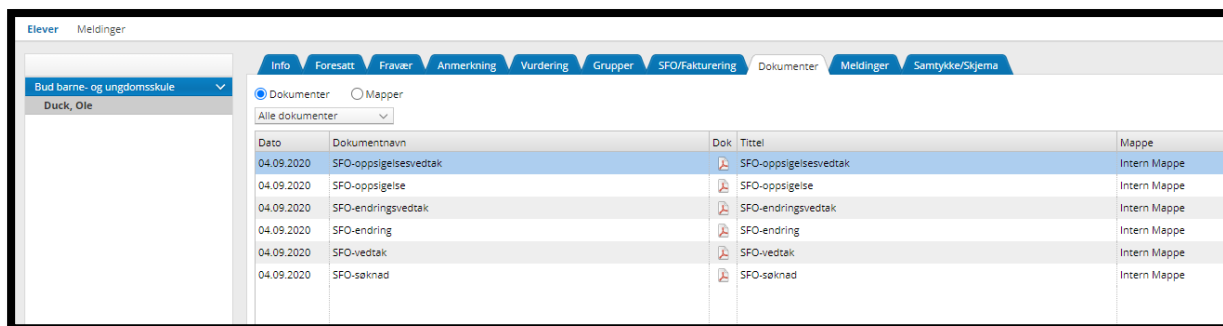 Elever Meldinger
Info Foresatt Fravær Anmerkning Vurdering Grupper SFO/Fakturering Dokumenter Meldinger Samtykke/Skjema
Bud barne- og ungdomsskule
Duck, Ole
Dokumenter Mapper
Alle dokumenter
Dato Dokumentnavn Dok Tittel Mappe
04.09.2020 SFO-oppsigelsesvedtak SFO-oppsigelsesvedtak Intern Mappe
04.09.2020 SFO-oppsigelse SFO-oppsigelse Intern Mappe
04.09.2020 SFO-endringsvedtak SFO-endringsvedtak Intern Mappe
04.09.2020 SFO-endring SFO-endring Intern Mappe
04.09.2020 SFO-vedtak SFO-vedtak Intern Mappe
04.09.2020 SFO-søknad SFO-søknad Intern Mappe